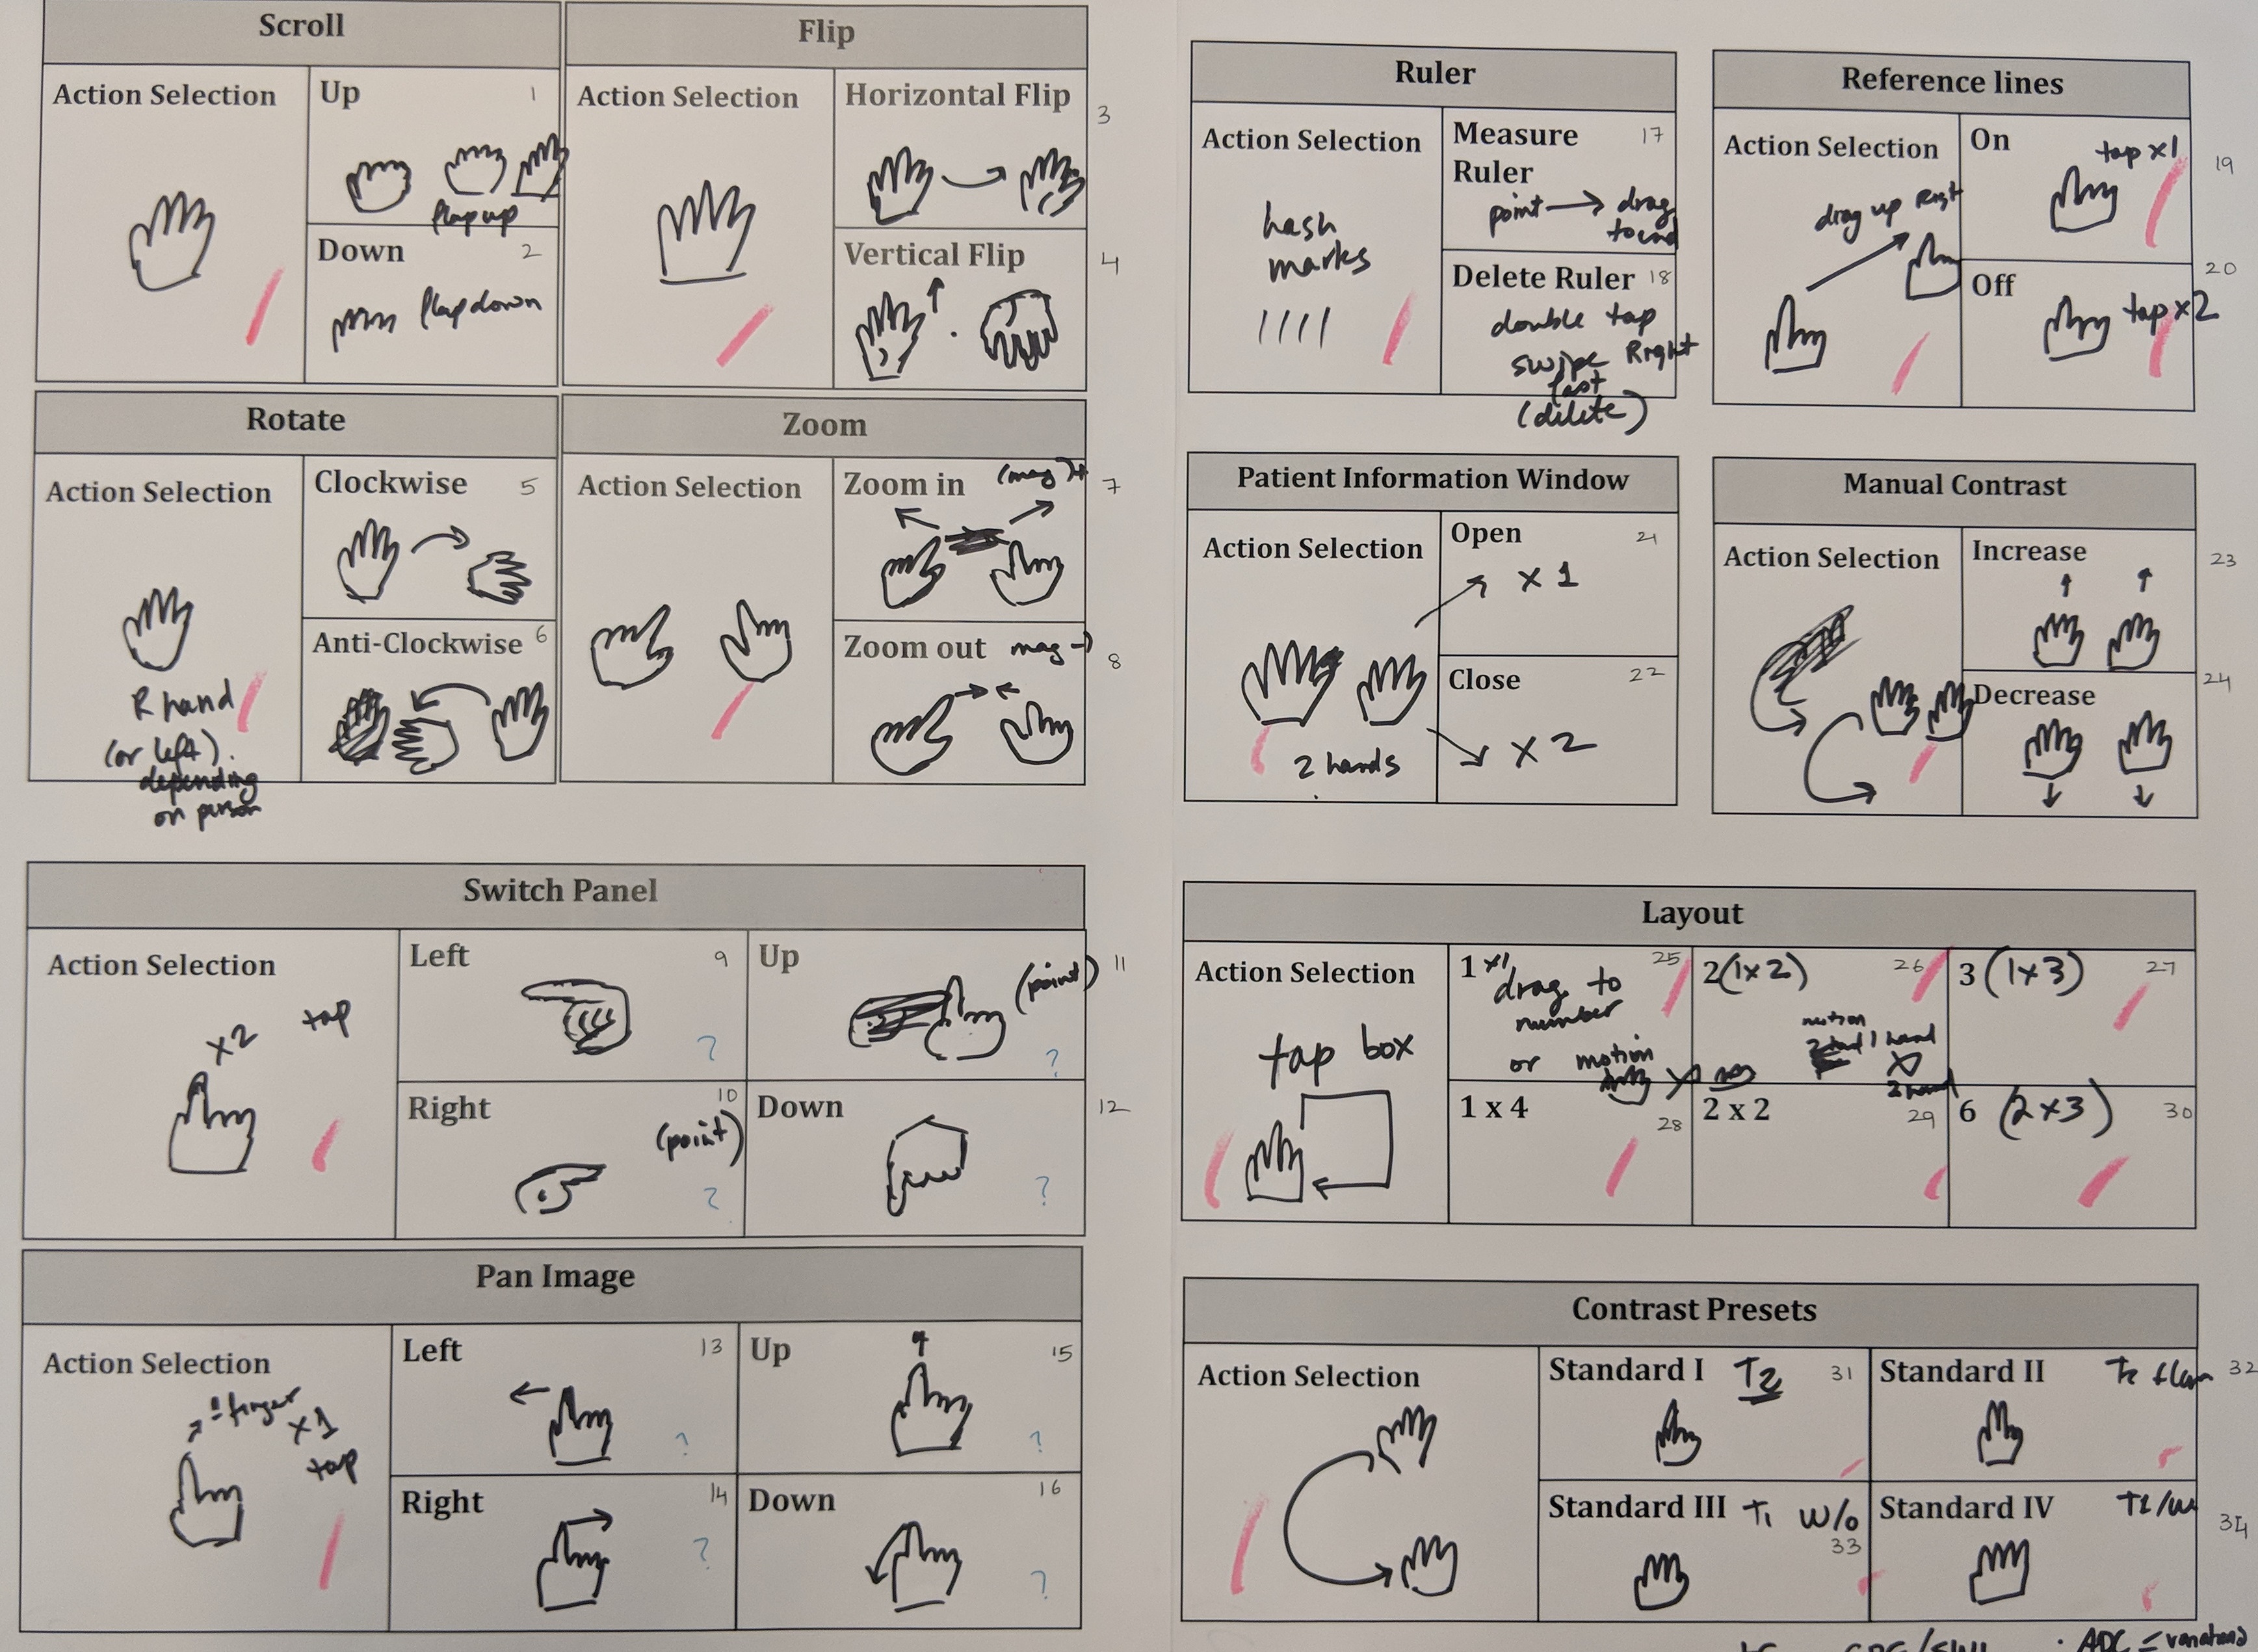 Scroll
Action Selection
Up 1
flap up
Down 2
flap down
Flip
Action Selection
Horizontal Flip 3
Vertical Flip 4
Rotate
Action Selection
R hand
(or left).
depending
on person
Clockwise 5
Anti-Clockwise 6
Zoom
Action Selection
Zoom in (mag)+ 7
Zoom out mag - 8
Switch Panel
Action Selection
x2 tap
Left 9
?
Right 10
(point)
?
Up 11
(point)
?
Down 12
?
Pan Image
Action Selection
finger
x1
tap
Left 13
?
Right 14
?
Up 15
?
Down 16
?
Ruler
Action Selection
hash
marks
Measure 17
Ruler
point → drag
to end
Delete Ruler 18
double tap
swipe Right
fast
(dilete)
Reference lines
Action Selection
drag up Right
On 19
tap x1
Off 20
tap x2
Patient Information Window
Action Selection
2 hands
Open 21
x 1
Close 22
x 2
Manual Contrast
Action Selection
Increase 23
Decrease 24
Layout
Action Selection
tap box
1 x1 25
drag to
number
or motion
2 (1x2) 26
motion
1 hand
2 hand
3 (1x3) 27
1 x 4 28
2 x 2 29
6 (2x3) 30
Contrast Presets
Action Selection
Standard I T2 31
Standard II T2 32
Standard III T1 w/o 33
Standard IV T1/w 34
ADC